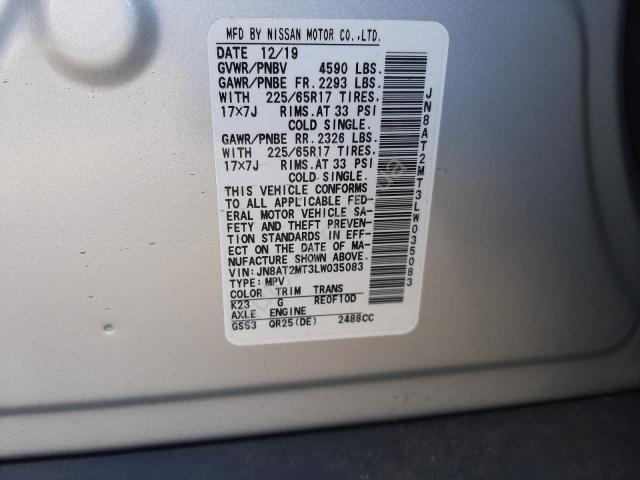 MFD BY NISSAN MOTOR CO.,LTD.
DATE 12/19
GVWR/PNBV 4590 LBS.
GAWR/PNBE FR. 2293 LBS.
WITH 225/65R17 TIRES.
17×7J RIMS. AT 33 PSI
COLD SINGLE.
GAWR/PNBE RR. 2326 LBS.
WITH 225/65R17 TIRES.
17×7J RIMS. AT 33 PSI
COLD SINGLE.
THIS VEHICLE CONFORMS
TO ALL APPLICABLE FED-
ERAL MOTOR VEHICLE SA-
FETY AND THEFT PREVEN-
TION STANDARDS IN EFF-
ECT ON THE DATE OF MA-
NUFACTURE SHOWN ABOVE.
VIN: JN8AT2MT3LW035083
TYPE: MPV
COLOR TRIM TRANS
K23 G RE0F10D
AXLE ENGINE
GS53 QR25(DE) 2488CC
JN8AT2MT3LW035083